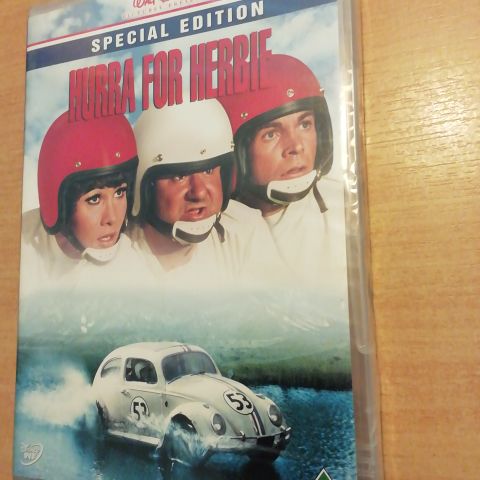 SPECIAL EDITION
HURRA FOR HERBIE
53
53